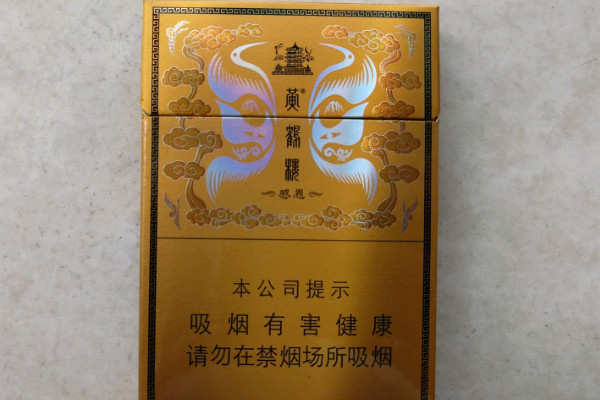 黄鹤楼®
感恩
本公司提示
吸烟有害健康
请勿在禁烟场所吸烟